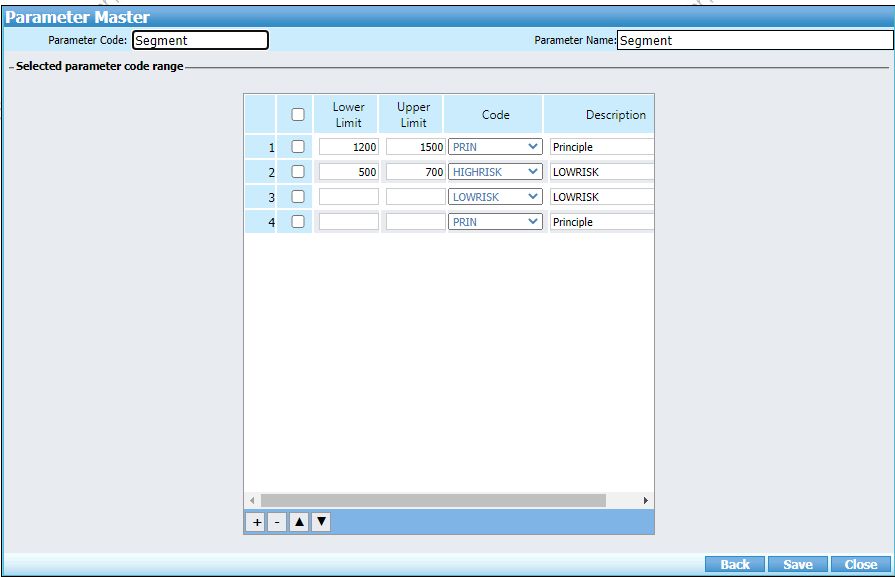 Parameter Master
Parameter Code: Segment Parameter Name: Segment
Selected parameter code range
Lower Limit Upper Limit Code Description
1 1200 1500 PRIN Principle
2 500 700 HIGHRISK LOWRISK
3 LOWRISK LOWRISK
4 PRIN Principle
+ - ▲ ▼
Back Save Close